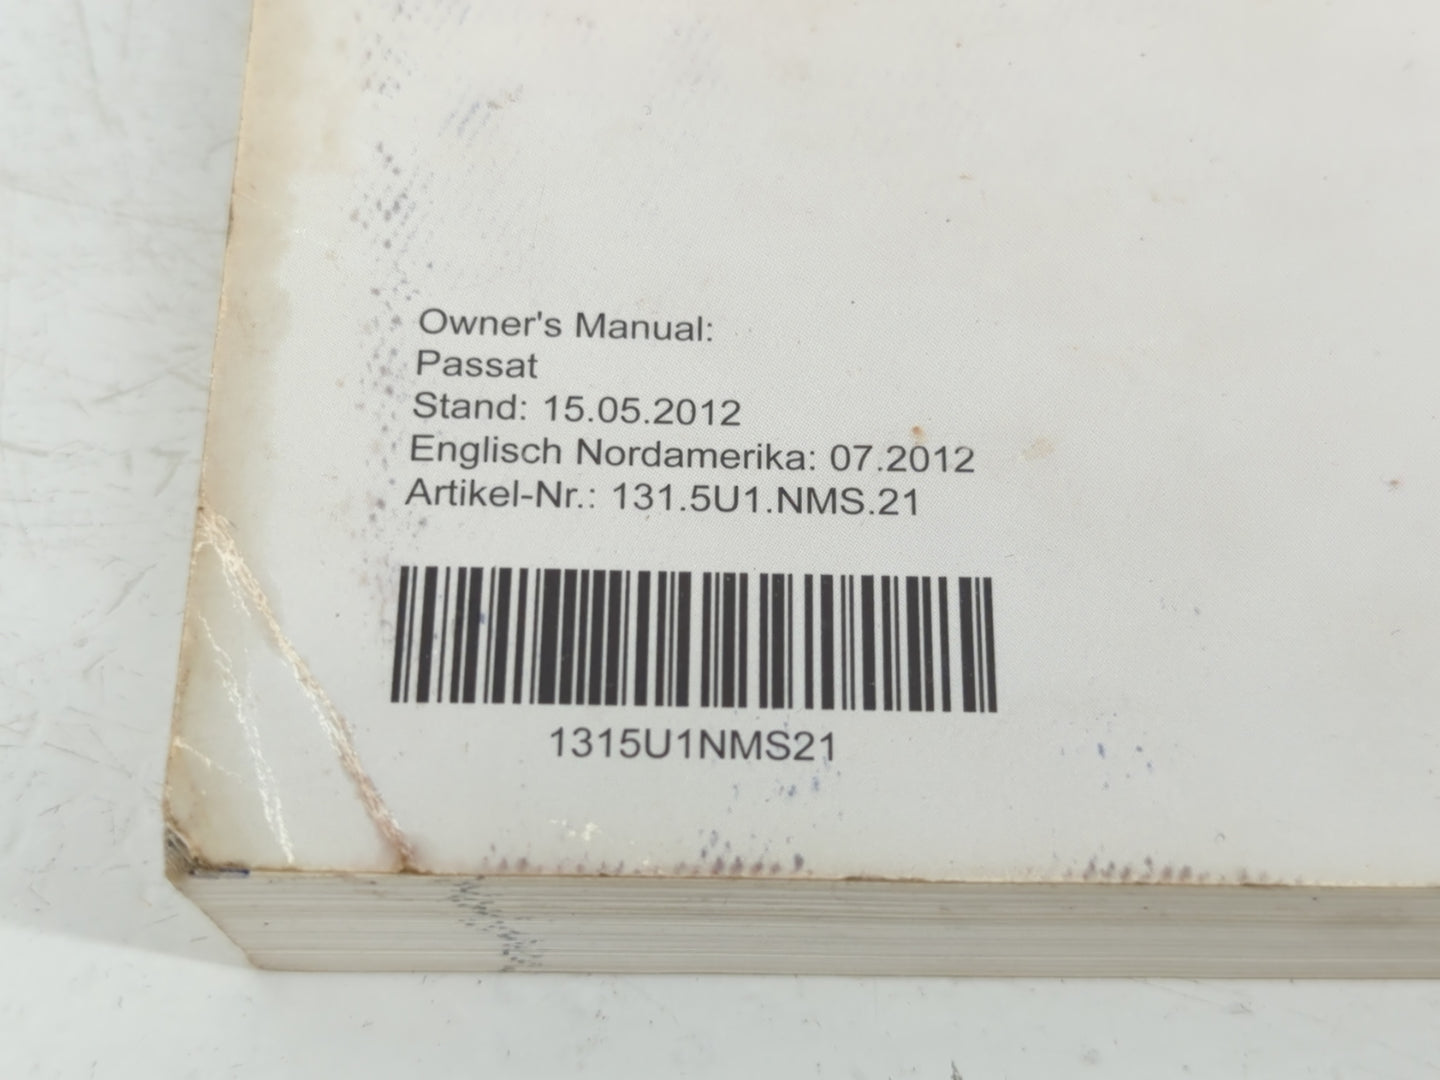 Owner's Manual:
Passat
Stand: 15.05.2012
Englisch Nordamerika: 07.2012
Artikel-Nr.: 131.5U1.NMS.21
1315U1NMS21